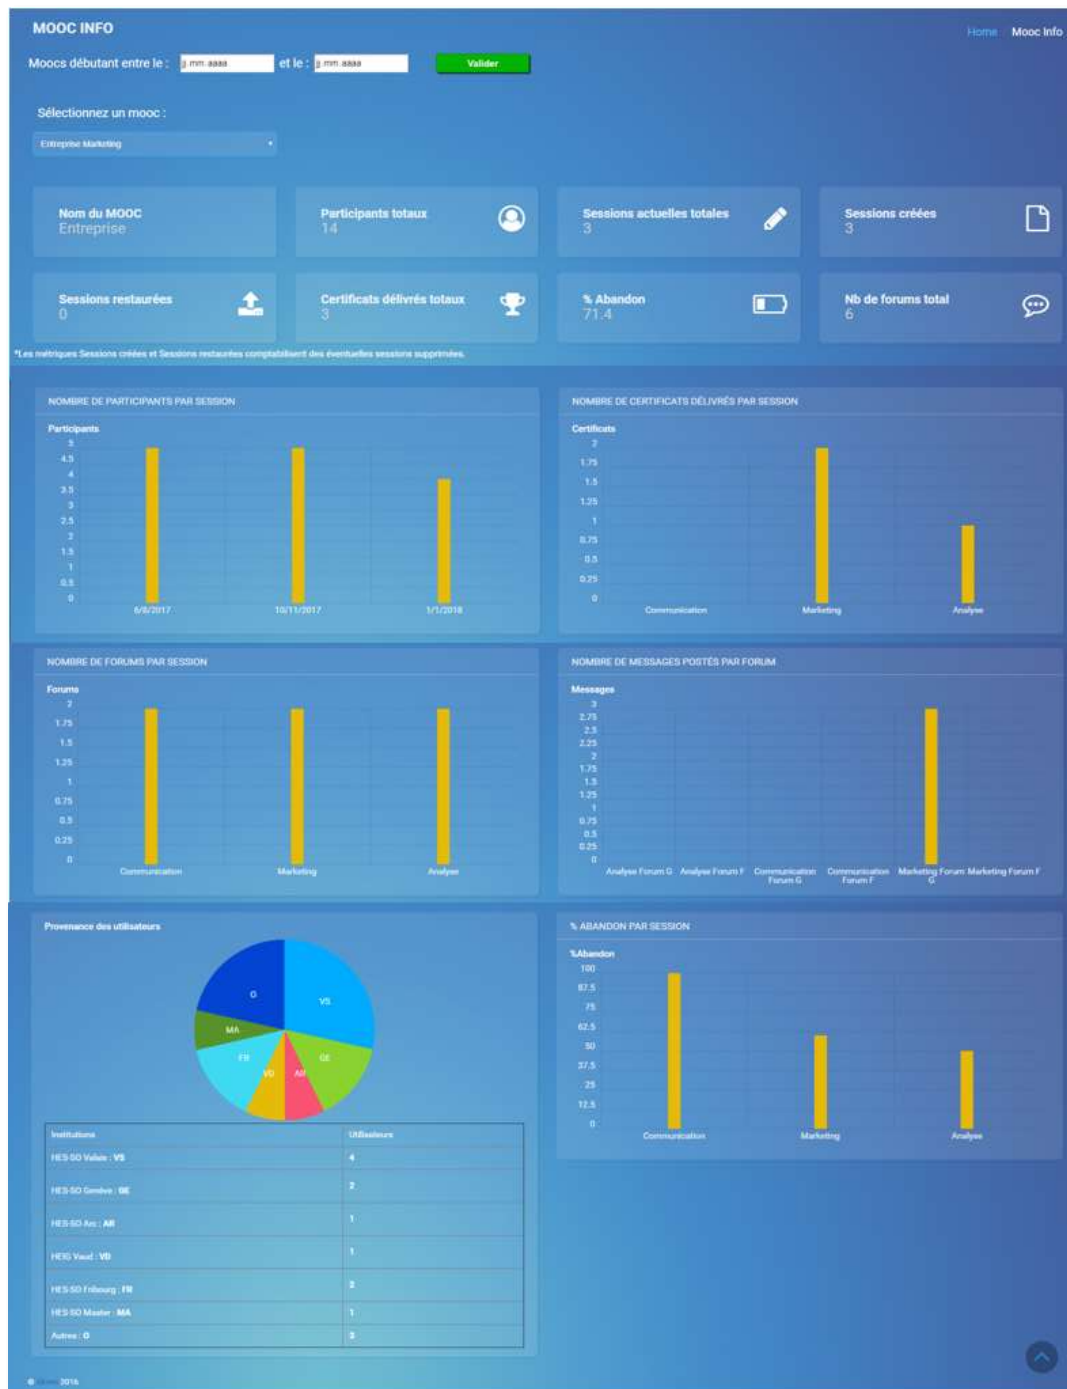 MOOC INFO
Home Mooc Info
Moocs débutant entre le : jj.mm.aaaa et le : jj.mm.aaaa Valider
Sélectionnez un mooc :
Entreprise Marketing
Nom du MOOC
Entreprise
Participants totaux
14
Sessions actuelles totales
3
Sessions créées
3
Sessions restaurées
0
Certificats délivrés totaux
3
% Abandon
71.4
Nb de forums total
6
*Les métriques Sessions créées et Sessions restaurées comptabilisent des éventuelles sessions supprimées.
NOMBRE DE PARTICIPANTS PAR SESSION
Participants
5
4.5
4
3.5
3
2.5
2
1.5
1
0.5
0
6/8/2017 10/11/2017 1/1/2018
NOMBRE DE CERTIFICATS DÉLIVRÉS PAR SESSION
Certificats
2
1.75
1.5
1.25
1
0.75
0.5
0.25
0
Communication Marketing Analyse
NOMBRE DE FORUMS PAR SESSION
Forums
2
1.75
1.5
1.25
1
0.75
0.5
0.25
0
Communication Marketing Analyse
NOMBRE DE MESSAGES POSTÉS PAR FORUM
Messages
3
2.75
2.5
2.25
2
1.75
1.5
1.25
1
0.75
0.5
0.25
0
Analyse Forum G Analyse Forum F Communication Forum G Communication Forum F Marketing Forum G Marketing Forum F
Provenance des utilisateurs
O
VS
MA
FR
GE
VD
AR
Institutions Utilisateurs
HES-SO Valais : VS 4
HES-SO Genève : GE 2
HES-SO Arc : AR 1
HEIG Vaud : VD 1
HES-SO Fribourg : FR 2
HES-SO Master : MA 1
Autres : O 3
% ABANDON PAR SESSION
%Abandon
100
87.5
75
62.5
50
37.5
25
12.5
0
Communication Marketing Analyse
© 2016